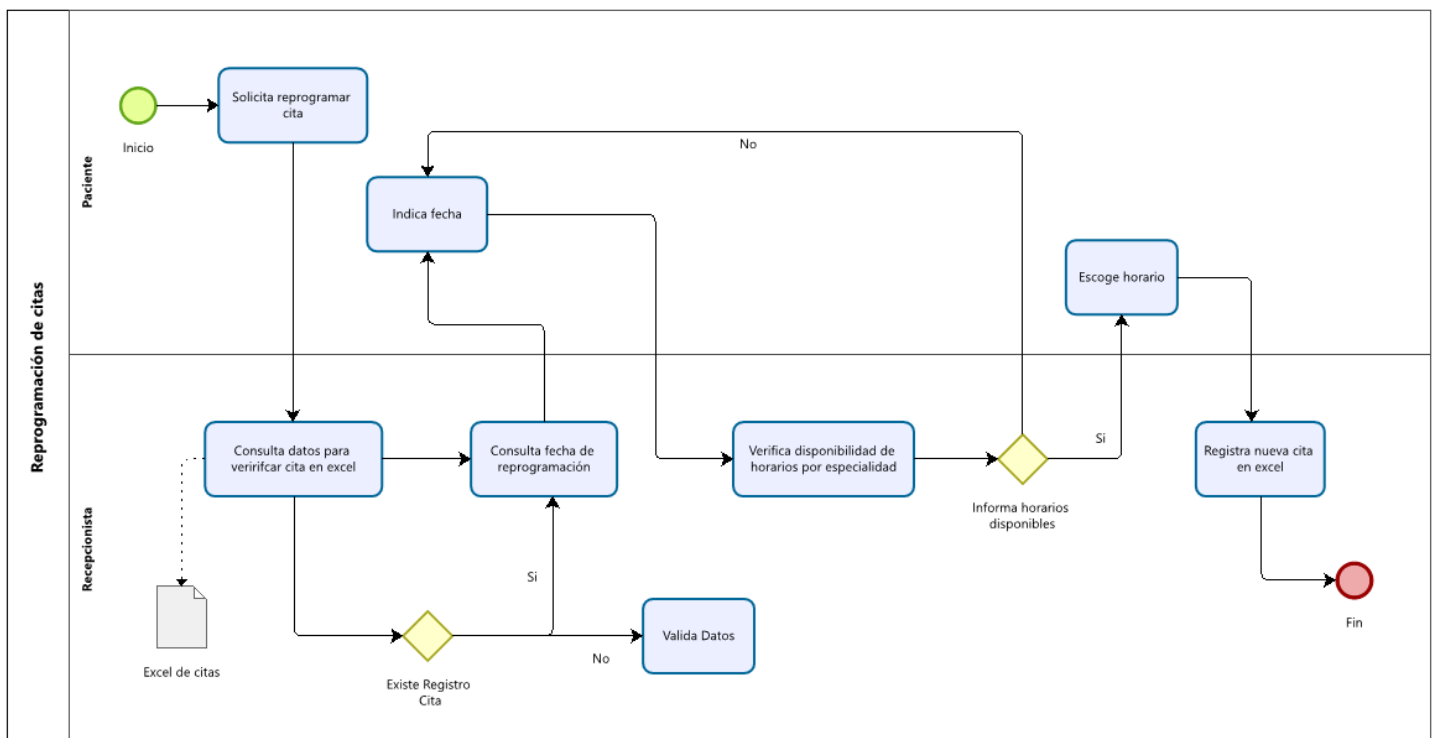 Reprogramación de citas
Paciente
Inicio
Solicita reprogramar
cita
No
Indica fecha
Escoge horario
Recepcionista
Consulta datos para
veririfcar cita en excel
Consulta fecha de
reprogramación
Verifica disponibilidad de
horarios por especialidad
Si
Informa horarios
disponibles
Registra nueva cita
en excel
Si
Excel de citas
Existe Registro
Cita
No
Valida Datos
Fin